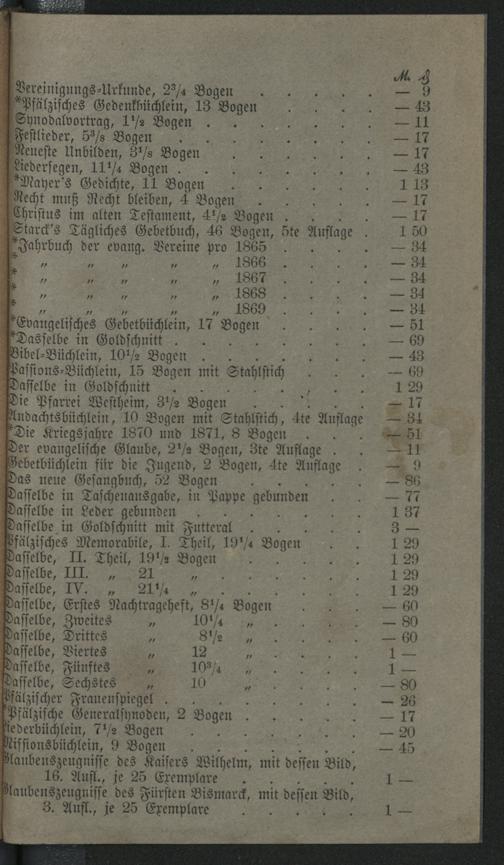 M. ₰
Vereinigungs-Urkunde, 2³/₄ Bogen . . . . . — 9
*Pfälzisches Gedenkbüchlein, 13 Bogen . . . . — 43
Synodalvortrag, 1¹/₂ Bogen . . . . . . — 11
Festlieder, 5³/₈ Bogen . . . . . . — 17
Neueste Unbilden, 3¹/₈ Bogen . . . . . — 17
Liedersegen, 11¹/₄ Bogen . . . . . . — 43
*Mayer's Gedichte, 11 Bogen . . . . . 1 13
Recht muß Recht bleiben, 4 Bogen . . . . — 17
Christus im alten Testament, 4¹/₂ Bogen . . . . — 17
Starck's Tägliches Gebetbuch, 46 Bogen, 5te Auflage . 1 50
*Jahrbuch der evang. Vereine pro 1865 . . . . — 34
* „ „ „ „ „ 1866 . . . . — 34
* „ „ „ „ „ 1867 . . . . — 34
* „ „ „ „ „ 1868 . . . . — 34
* „ „ „ „ „ 1869 . . . . — 34
*Evangelisches Gebetbüchlein, 17 Bogen . . . . — 51
*Dasselbe in Goldschnitt . . . . . . — 69
Bibel-Büchlein, 10¹/₂ Bogen . . . . . . — 43
Passions-Büchlein, 15 Bogen mit Stahlstich . . . — 69
Dasselbe in Goldschnitt . . . . . . 1 29
Die Pfarrei Westheim, 3¹/₂ Bogen . . . . . — 17
Andachtsbüchlein, 10 Bogen mit Stahlstich, 4te Auflage — 34
*Die Kriegsjahre 1870 und 1871, 8 Bogen . . . — 51
Der evangelische Glaube, 2¹/₂ Bogen, 3te Auflage . . — 11
Gebetbüchlein für die Jugend, 2 Bogen, 4te Auflage . 9
Das neue Gesangbuch, 52 Bogen . . . . . — 86
Dasselbe in Taschenausgabe, in Pappe gebunden . . — 77
Dasselbe in Leder gebunden . . . . . . 1 37
Dasselbe in Goldschnitt mit Futteral . . . . 3 —
Pfälzisches Memorabile, I. Theil, 19¹/₄ Bogen . . 1 29
Dasselbe, II. Theil, 19¹/₂ Bogen . . . . . 1 29
Dasselbe, III. „ 21 „ . . . . . 1 29
Dasselbe, IV. „ 21¹/₄ „ . . . . . 1 29
Dasselbe, Erstes Nachtragsheft, 8¹/₄ Bogen . . . — 60
Dasselbe, Zweites „ 10¹/₄ „ . . . — 80
Dasselbe, Drittes „ 8¹/₂ „ . . . — 60
Dasselbe, Viertes „ 12 „ . . . 1 —
Dasselbe, Fünftes „ 10³/₄ „ . . . 1 —
Dasselbe, Sechstes „ 10 „ . . . — 80
Pfälzischer Frauenspiegel . . . . . . — 26
*Pfälzische Generalsynoden, 2 Bogen . . . . — 17
Liederbüchlein, 7¹/₂ Bogen . . . . . — 20
Missionsbüchlein, 9 Bogen . . . . . — 45
Glaubenszeugnisse des Kaisers Wilhelm, mit dessen Bild,
16. Aufl., je 25 Exemplare . . . . . 1 —
Glaubenszeugnisse des Fürsten Bismarck, mit dessen Bild,
3. Aufl., je 25 Exemplare . . . . . 1 —